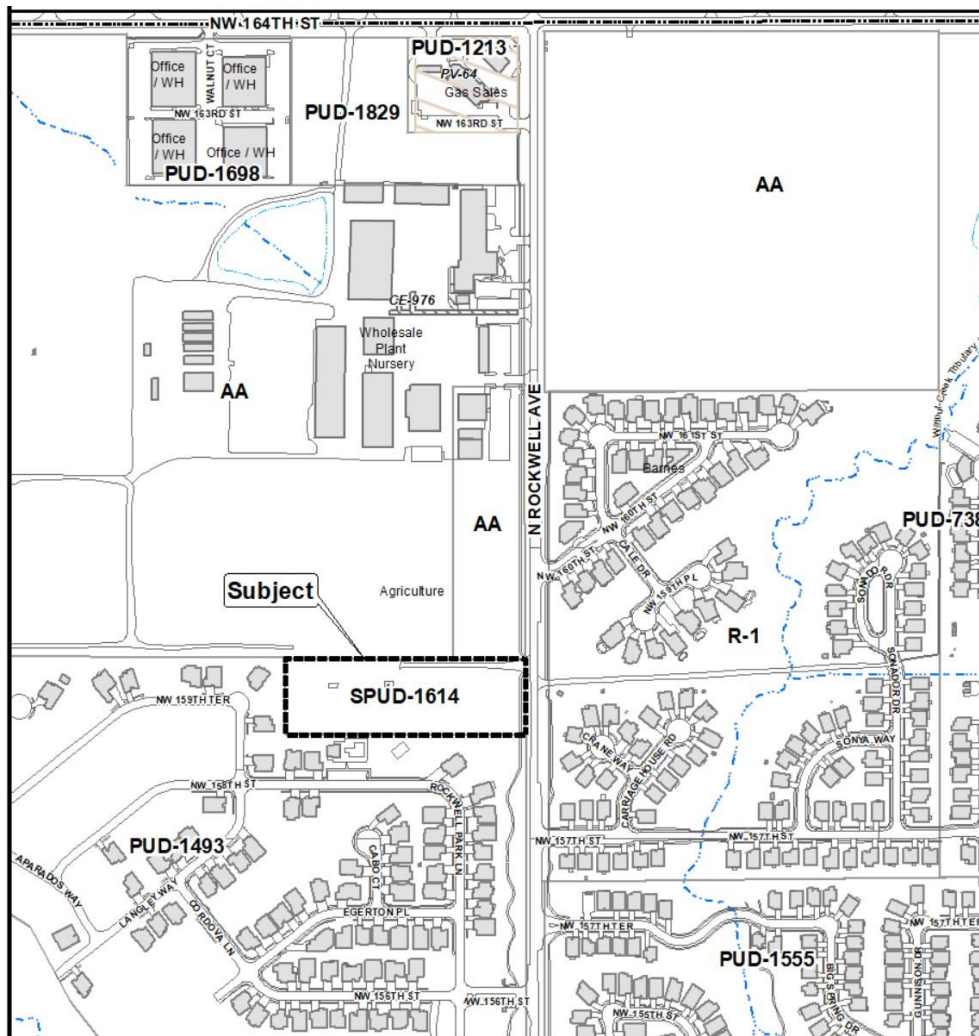 NW 164TH ST
PUD-1213
PV-64
Gas Sales
NW 163RD ST
Office
/ WH
Office
/ WH
WALNUT CT
NW 163RD ST
Office
/ WH
Office / WH
PUD-1698
PUD-1829
AA
CE-976
Wholesale
Plant
Nursery
AA
N ROCKWELL AVE
AA
Agriculture
Subject
SPUD-1614
NW 161ST ST
Barnes
NW 160TH ST
NW 160TH ST
CALE DR
NW 159TH PL
R-1
Walnut Creek Tributary
PUD-738
SONADOR DR
SONADOR DR
SONYA WAY
CRANE WAY
CARRIAGE HOUSE RD
NW 157TH ST
NW 157TH ST
NW 159TH TER
NW 158TH ST
ROCKWELL PARK LN
PUD-1493
APARADOS WAY
LANGLEY WAY
CORDOVA LN
CABO CT
EGERTON PL
NW 156TH ST
NW 156TH ST
NW 157TH TER
NW 157TH TER
PUD-1555
BIG SPRING DR
GUNNISON DR
NW 155TH ST